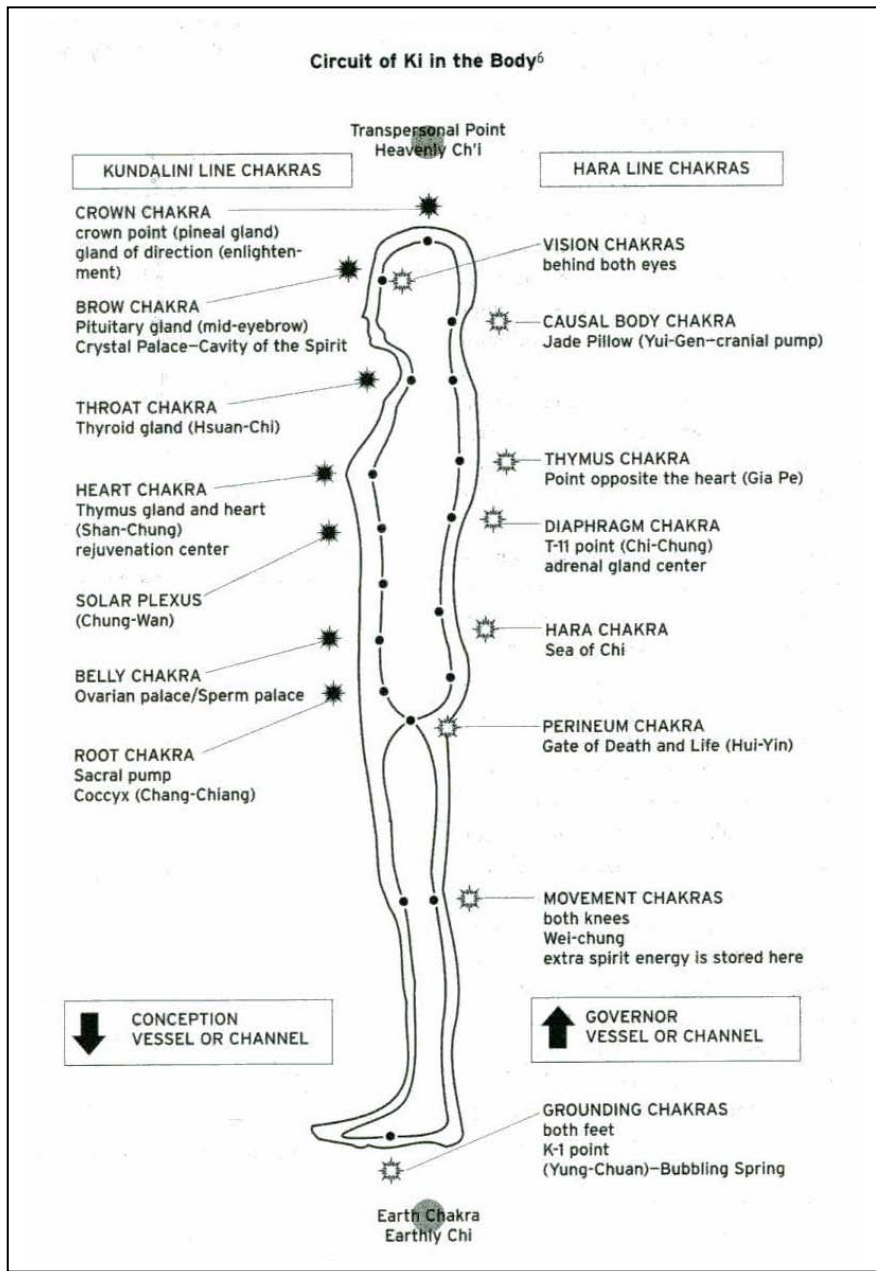 Circuit of Ki in the Body6
Transpersonal Point
Heavenly Ch'i
KUNDALINI LINE CHAKRAS
HARA LINE CHAKRAS
CROWN CHAKRA
crown point (pineal gland)
gland of direction (enlighten-
ment)
BROW CHAKRA
Pituitary gland (mid-eyebrow)
Crystal Palace–Cavity of the Spirit
THROAT CHAKRA
Thyroid gland (Hsuan-Chi)
HEART CHAKRA
Thymus gland and heart
(Shan-Chung)
rejuvenation center
SOLAR PLEXUS
(Chung-Wan)
BELLY CHAKRA
Ovarian palace/Sperm palace
ROOT CHAKRA
Sacral pump
Coccyx (Chang-Chiang)
VISION CHAKRAS
behind both eyes
CAUSAL BODY CHAKRA
Jade Pillow (Yui-Gen–cranial pump)
THYMUS CHAKRA
Point opposite the heart (Gia Pe)
DIAPHRAGM CHAKRA
T-11 point (Chi-Chung)
adrenal gland center
HARA CHAKRA
Sea of Chi
PERINEUM CHAKRA
Gate of Death and Life (Hui-Yin)
MOVEMENT CHAKRAS
both knees
Wei-chung
extra spirit energy is stored here
CONCEPTION
VESSEL OR CHANNEL
GOVERNOR
VESSEL OR CHANNEL
GROUNDING CHAKRAS
both feet
K-1 point
(Yung-Chuan)–Bubbling Spring
Earth Chakra
Earthly Chi